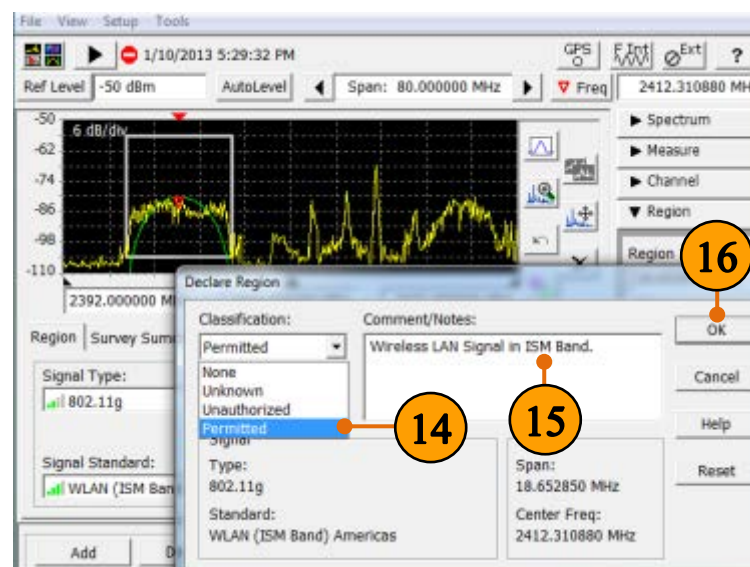 File View Setup Tools
1/10/2013 5:29:32 PM
GPS
Int
Ext
?
Ref Level -50 dBm
AutoLevel
Span: 80.000000 MHz
Freq
2412.310880 MH
-50
6 dB/div
-62
-74
-86
-98
-110
Spectrum
Measure
Channel
Region
Region
16
2392.000000 M
Declare Region
Region
Survey Sum
Classification:
Permitted
None
Unknown
Unauthorized
Permitted
14
Comment/Notes:
Wireless LAN Signal in ISM Band.
15
OK
Cancel
Help
Reset
Signal Type:
802.11g
Signal Standard:
WLAN (ISM Ban
Signal
Type:
802.11g
Standard:
WLAN (ISM Band) Americas
Span:
18.652850 MHz
Center Freq:
2412.310880 MHz
Add
D